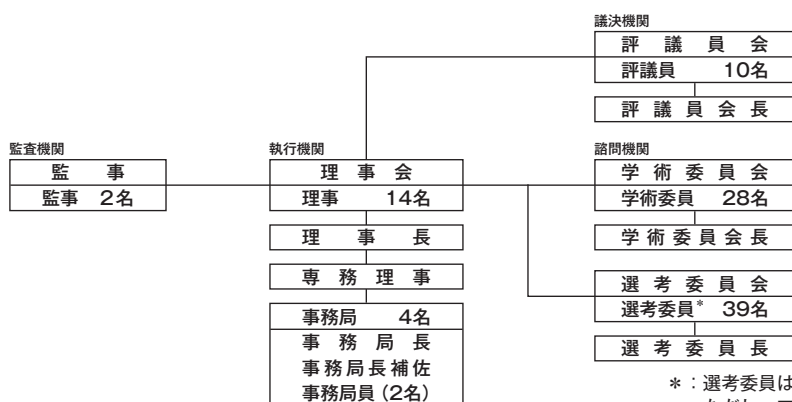 議決機関
評議員会
評議員 10名
評議員会長
監査機関
監事
監事 2名
執行機関
理事会
理事 14名
理事長
専務理事
事務局 4名
事務局長
事務局長補佐
事務局員(2名)
諮問機関
学術委員会
学術委員 28名
学術委員会長
選考委員会
選考委員* 39名
選考委員長
*:選考委員は